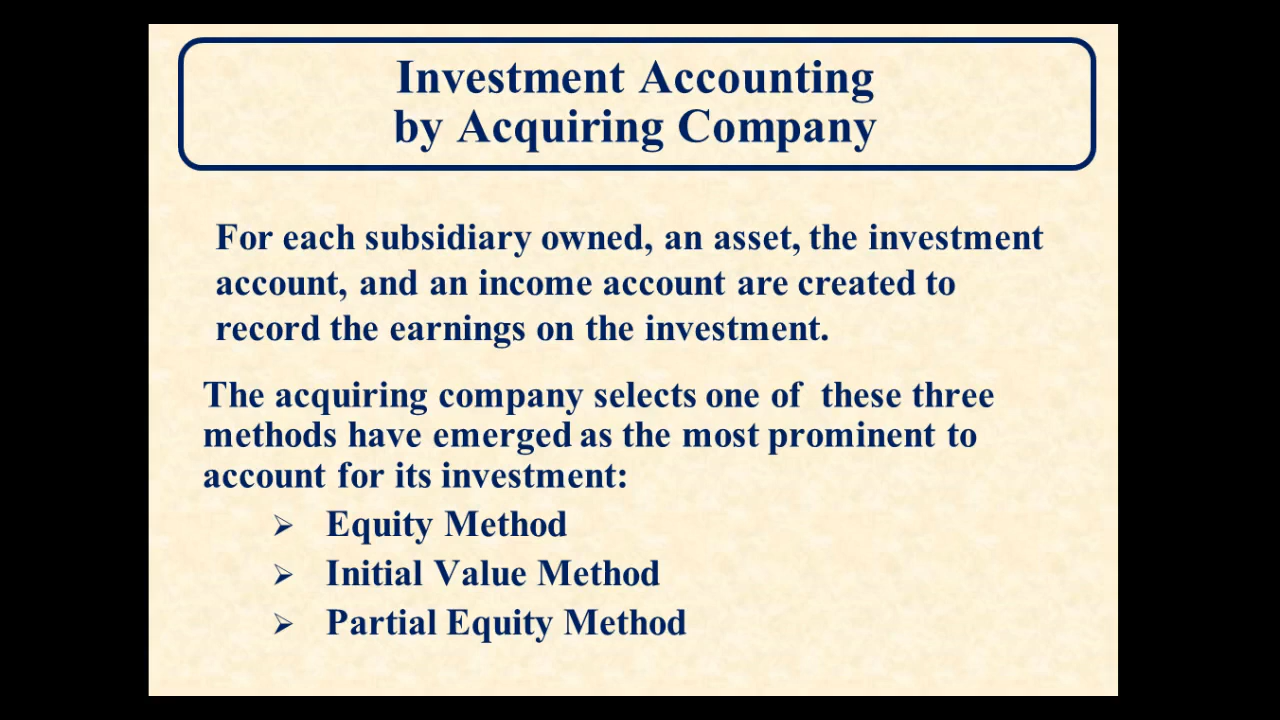 Investment Accounting
by Acquiring Company
For each subsidiary owned, an asset, the investment
account, and an income account are created to
record the earnings on the investment.
The acquiring company selects one of these three
methods have emerged as the most prominent to
account for its investment:
➢ Equity Method
➢ Initial Value Method
➢ Partial Equity Method